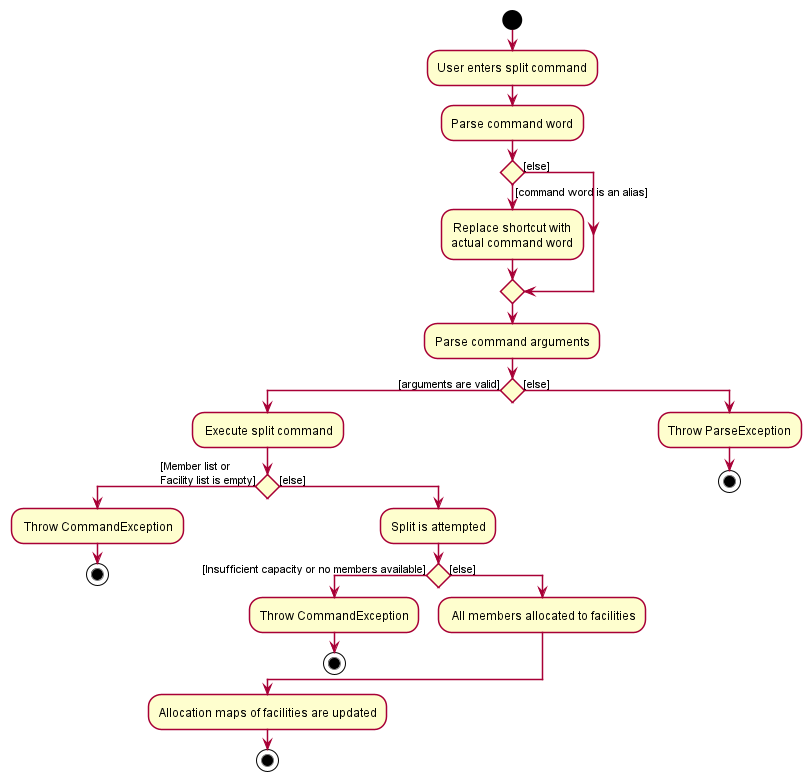 User enters split command
Parse command word
[else]
[command word is an alias]
Replace shortcut with
actual command word
Parse command arguments
[arguments are valid]
[else]
Execute split command
Throw ParseException
[Member list or
Facility list is empty]
[else]
Throw CommandException
Split is attempted
[Insufficient capacity or no members available]
[else]
Throw CommandException
All members allocated to facilities
Allocation maps of facilities are updated